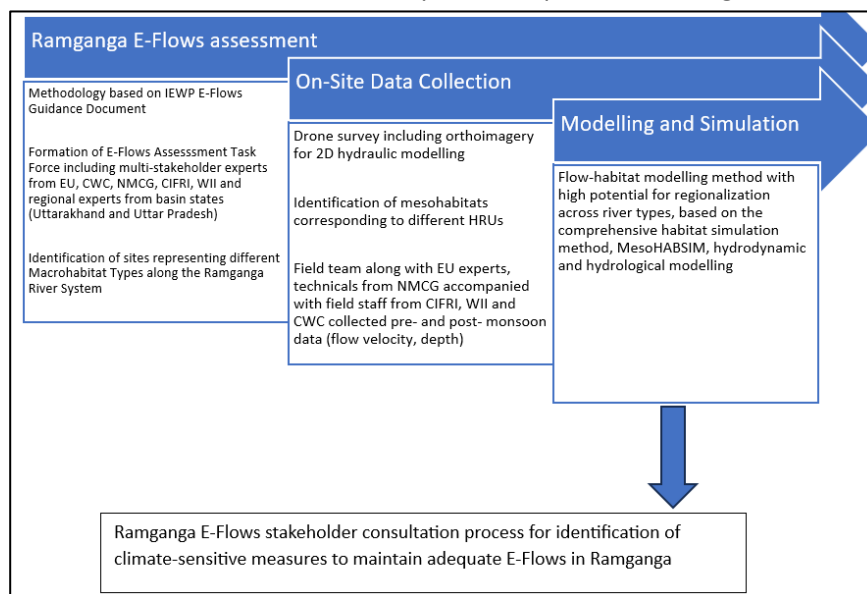 Ramganga E-Flows assessment
Methodology based on IEWP E-Flows
Guidance Document
Formation of E-Flows Assesssment Task
Force including multi-stakeholder experts
from EU, CWC, NMCG, CIFRI, WII and
regional experts from basin states
(Uttarakhand and Uttar Pradesh)
Identification of sites representing different
Macrohabitat Types along the Ramganga
River System
On-Site Data Collection
Drone survey including orthoimagery
for 2D hydraulic modelling
Identification of mesohabitats
corresponding to different HRUs
Field team along with EU experts,
technicals from NMCG accompanied
with field staff from CIFRI, WII and
CWC collected pre- and post- monsoon
data (flow velocity, depth)
Modelling and Simulation
Flow-habitat modelling method with
high potential for regionalization
across river types, based on the
comprehensive habitat simulation
method, MesoHABSIM, hydrodynamic
and hydrological modelling
Ramganga E-Flows stakeholder consultation process for identification of
climate-sensitive measures to maintain adequate E-Flows in Ramganga